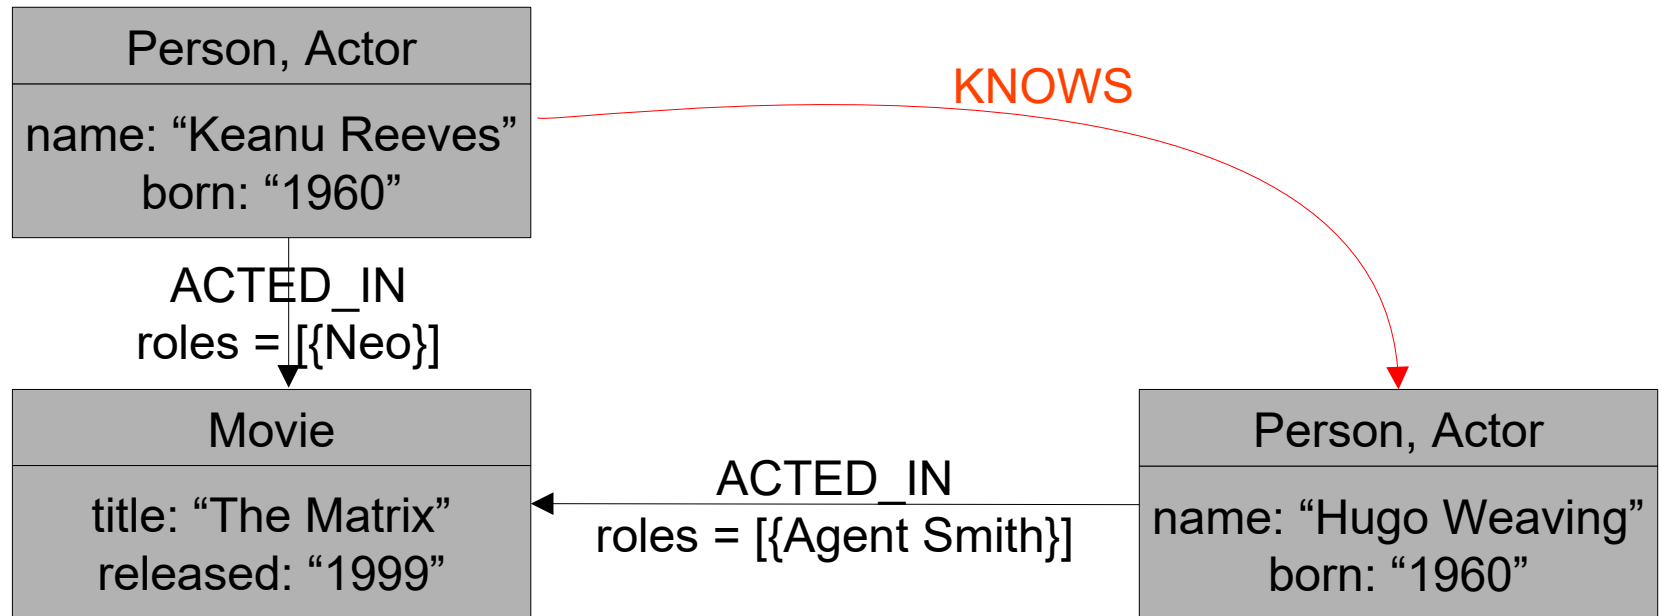 Person, Actor
name: “Keanu Reeves”
born: “1960”
KNOWS
ACTED_IN
roles = [{Neo}]
Movie
title: “The Matrix”
released: “1999”
ACTED_IN
roles = [{Agent Smith}]
Person, Actor
name: “Hugo Weaving”
born: “1960”